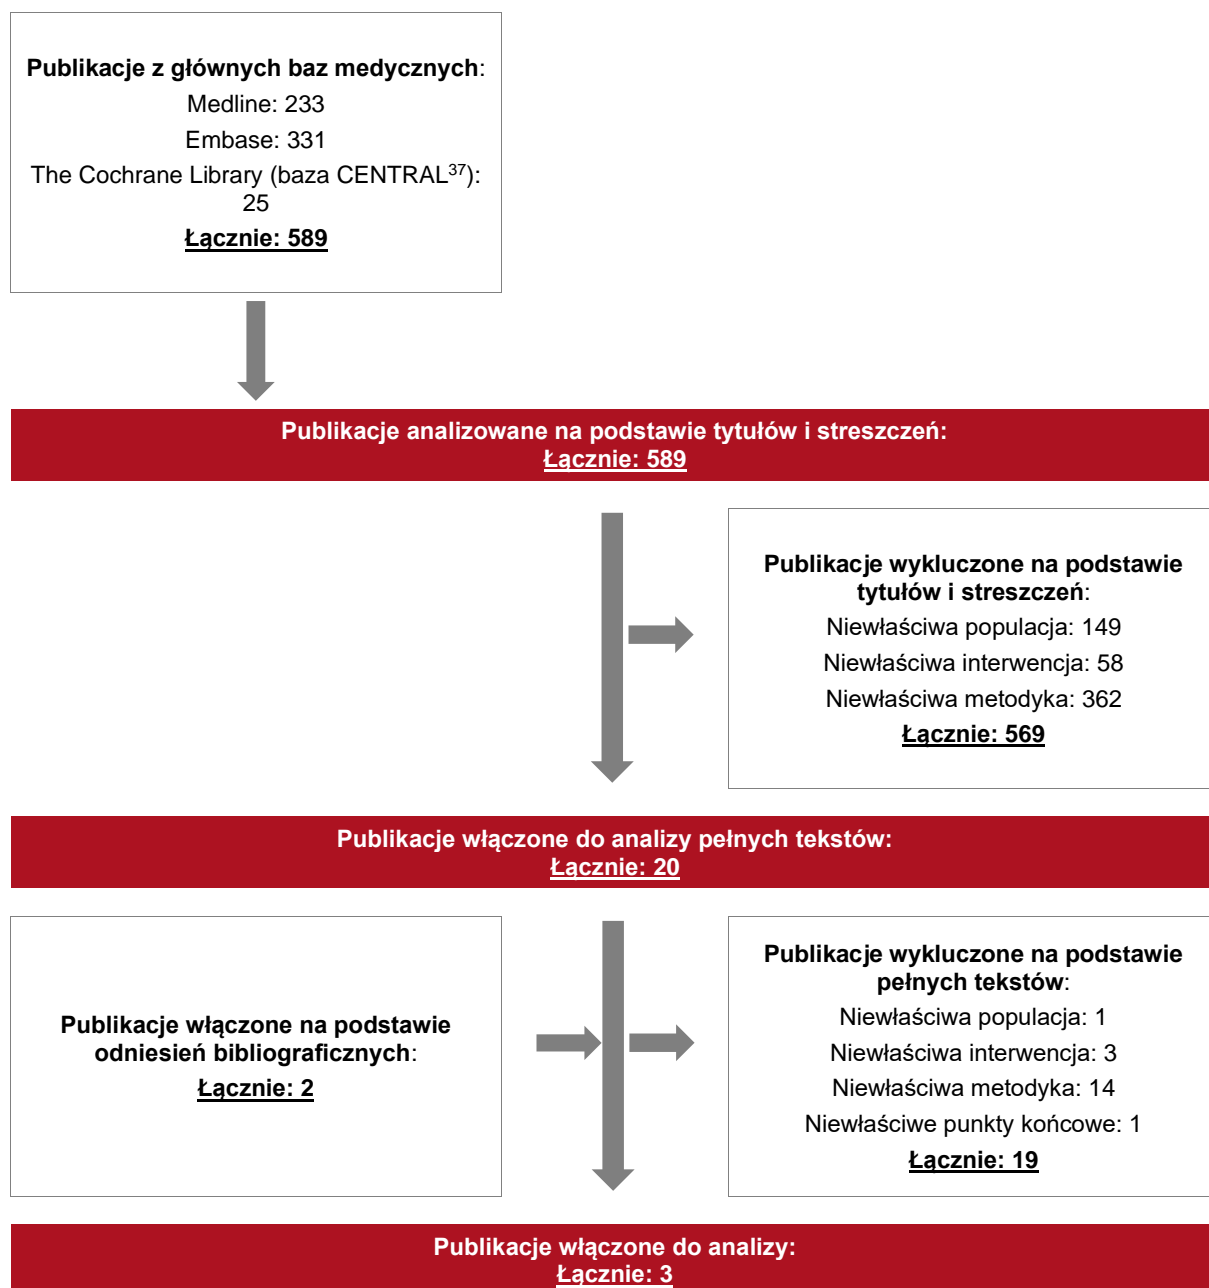 Publikacje z głównych baz medycznych:
Medline: 233
Embase: 331
The Cochrane Library (baza CENTRAL37):
25
Łącznie: 589
Publikacje analizowane na podstawie tytułów i streszczeń:
Łącznie: 589
Publikacje wykluczone na podstawie
tytułów i streszczeń:
Niewłaściwa populacja: 149
Niewłaściwa interwencja: 58
Niewłaściwa metodyka: 362
Łącznie: 569
Publikacje włączone do analizy pełnych tekstów:
Łącznie: 20
Publikacje włączone na podstawie
odniesień bibliograficznych:
Łącznie: 2
Publikacje wykluczone na podstawie
pełnych tekstów:
Niewłaściwa populacja: 1
Niewłaściwa interwencja: 3
Niewłaściwa metodyka: 14
Niewłaściwe punkty końcowe: 1
Łącznie: 19
Publikacje włączone do analizy:
Łącznie: 3